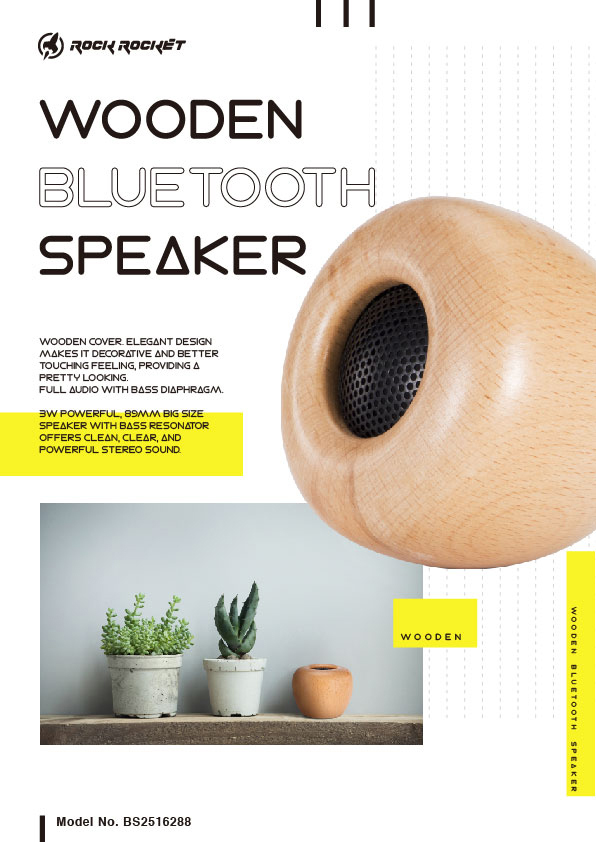 ROCK ROCKET
WOODEN
BLUETOOTH
SPEAKER
WOODEN COVER. ELEGANT DESIGN
MAKES IT DECORATIVE AND BETTER
TOUCHING FEELING, PROVIDING A
PRETTY LOOKING.
FULL AUDIO WITH BASS DIAPHRAGM.
3W POWERFUL, 89MM BIG SIZE
SPEAKER WITH BASS RESONATOR
OFFERS CLEAN, CLEAR, AND
POWERFUL STEREO SOUND.
WOODEN
WOODEN BLUETOOTH SPEAKER
Model No. BS2516288